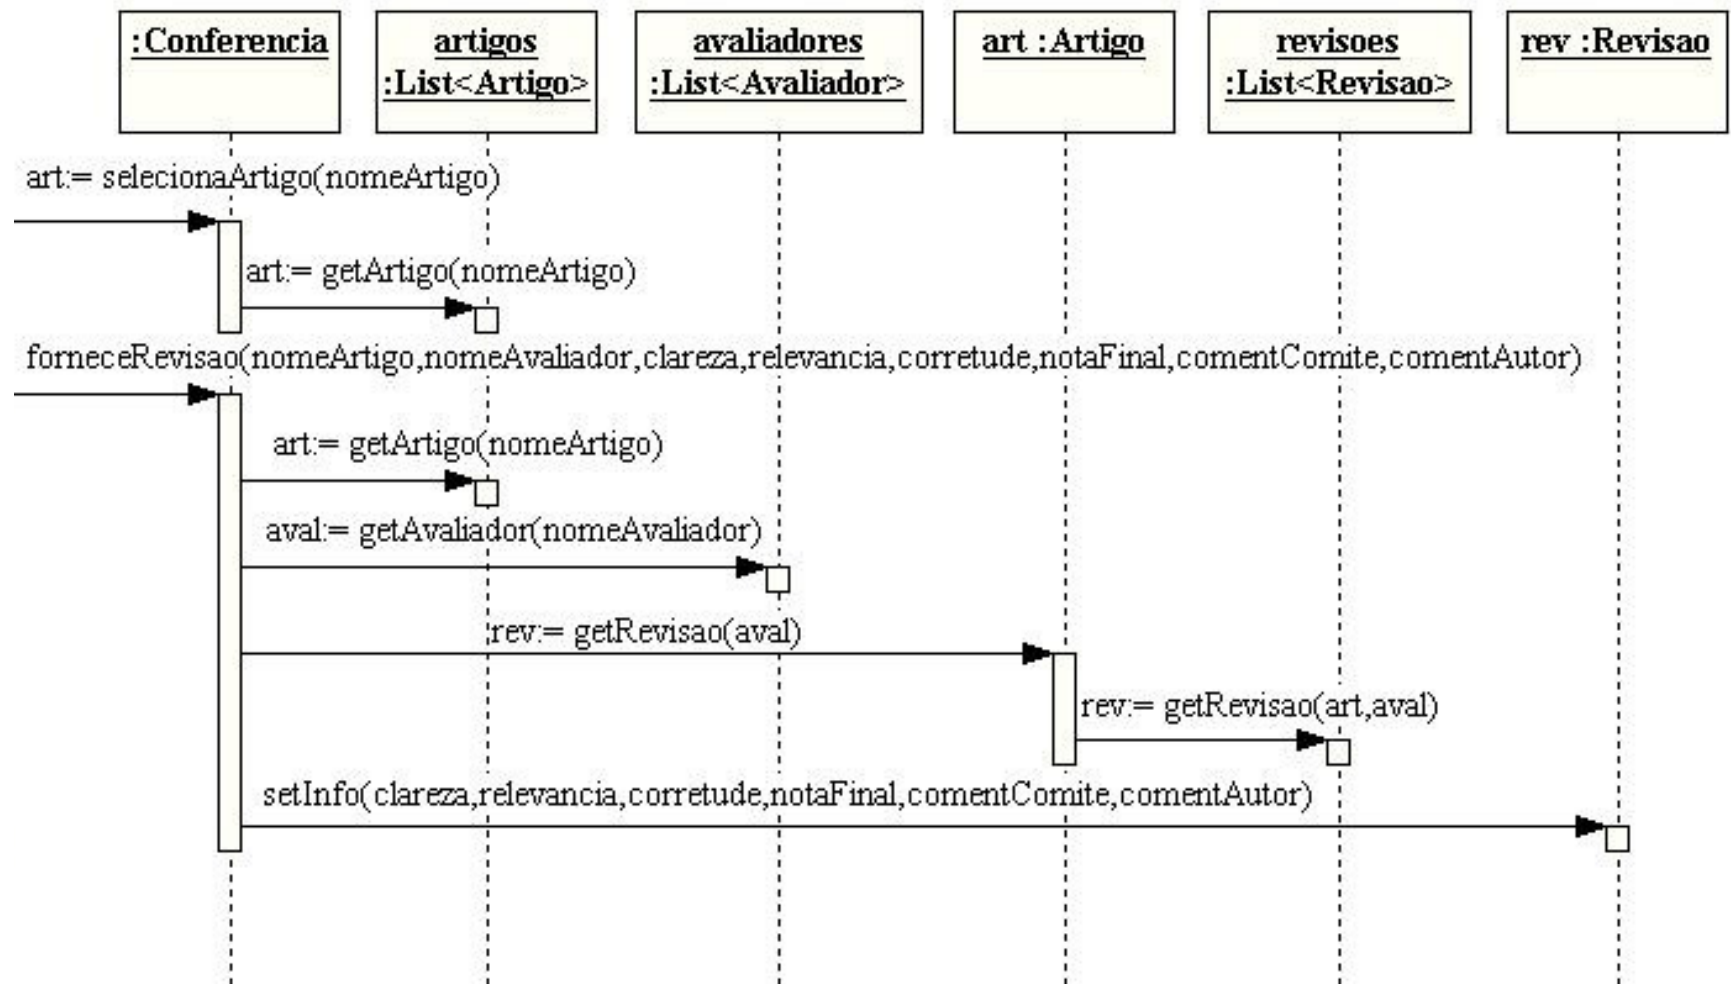 :Conferencia
artigos
:List<Artigo>
avaliadores
:List<Avaliador>
art :Artigo
revisoes
:List<Revisao>
rev :Revisao
art:= selecionaArtigo(nomeArtigo)
art:= getArtigo(nomeArtigo)
forneceRevisao(nomeArtigo,nomeAvaliador,clareza,relevancia,corretude,notaFinal,comentComite,comentAutor)
art:= getArtigo(nomeArtigo)
aval:= getAvaliador(nomeAvaliador)
rev:= getRevisao(aval)
rev:= getRevisao(art,aval)
setInfo(clareza,relevancia,corretude,notaFinal,comentComite,comentAutor)